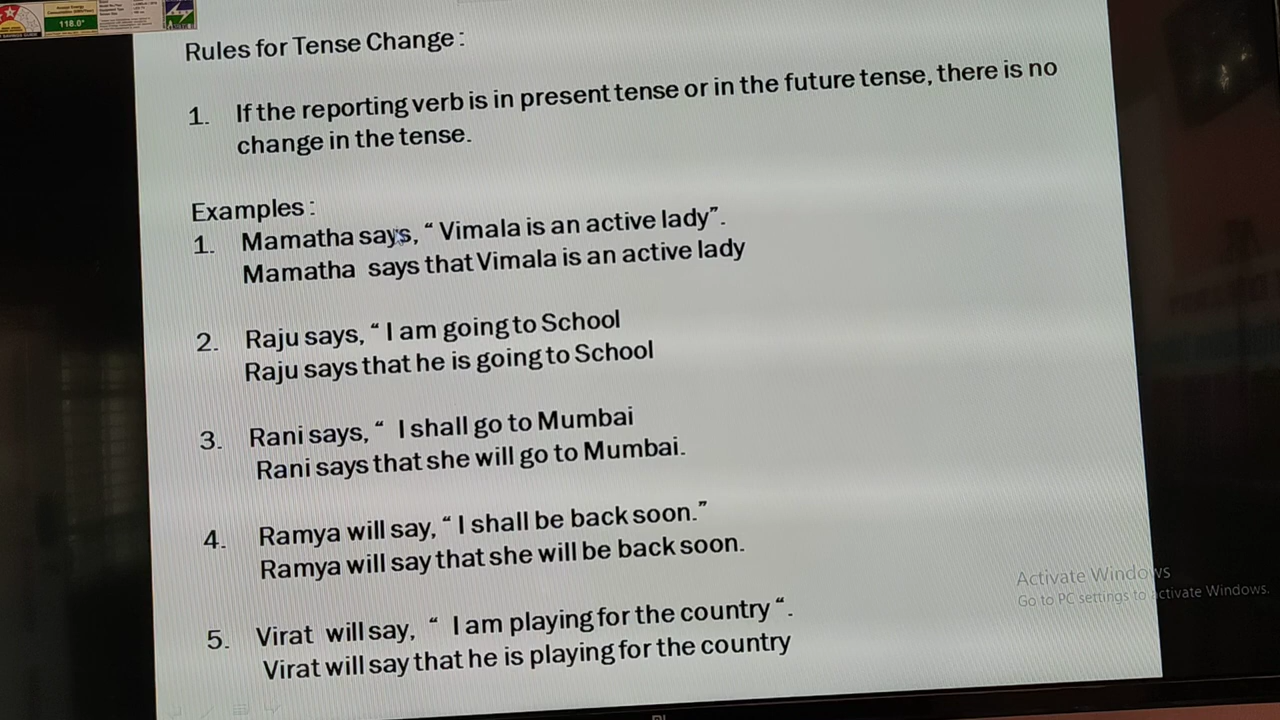 118.0*
Rules for Tense Change :
1. If the reporting verb is in present tense or in the future tense, there is no
change in the tense.
Examples :
1. Mamatha says, “ Vimala is an active lady”.
Mamatha says that Vimala is an active lady
2. Raju says, “ I am going to School
Raju says that he is going to School
3. Rani says, “ I shall go to Mumbai
Rani says that she will go to Mumbai.
4. Ramya will say, “ I shall be back soon.”
Ramya will say that she will be back soon.
5. Virat will say, “ I am playing for the country “.
Virat will say that he is playing for the country
Activate Windows
Go to PC settings to activate Windows.
mi